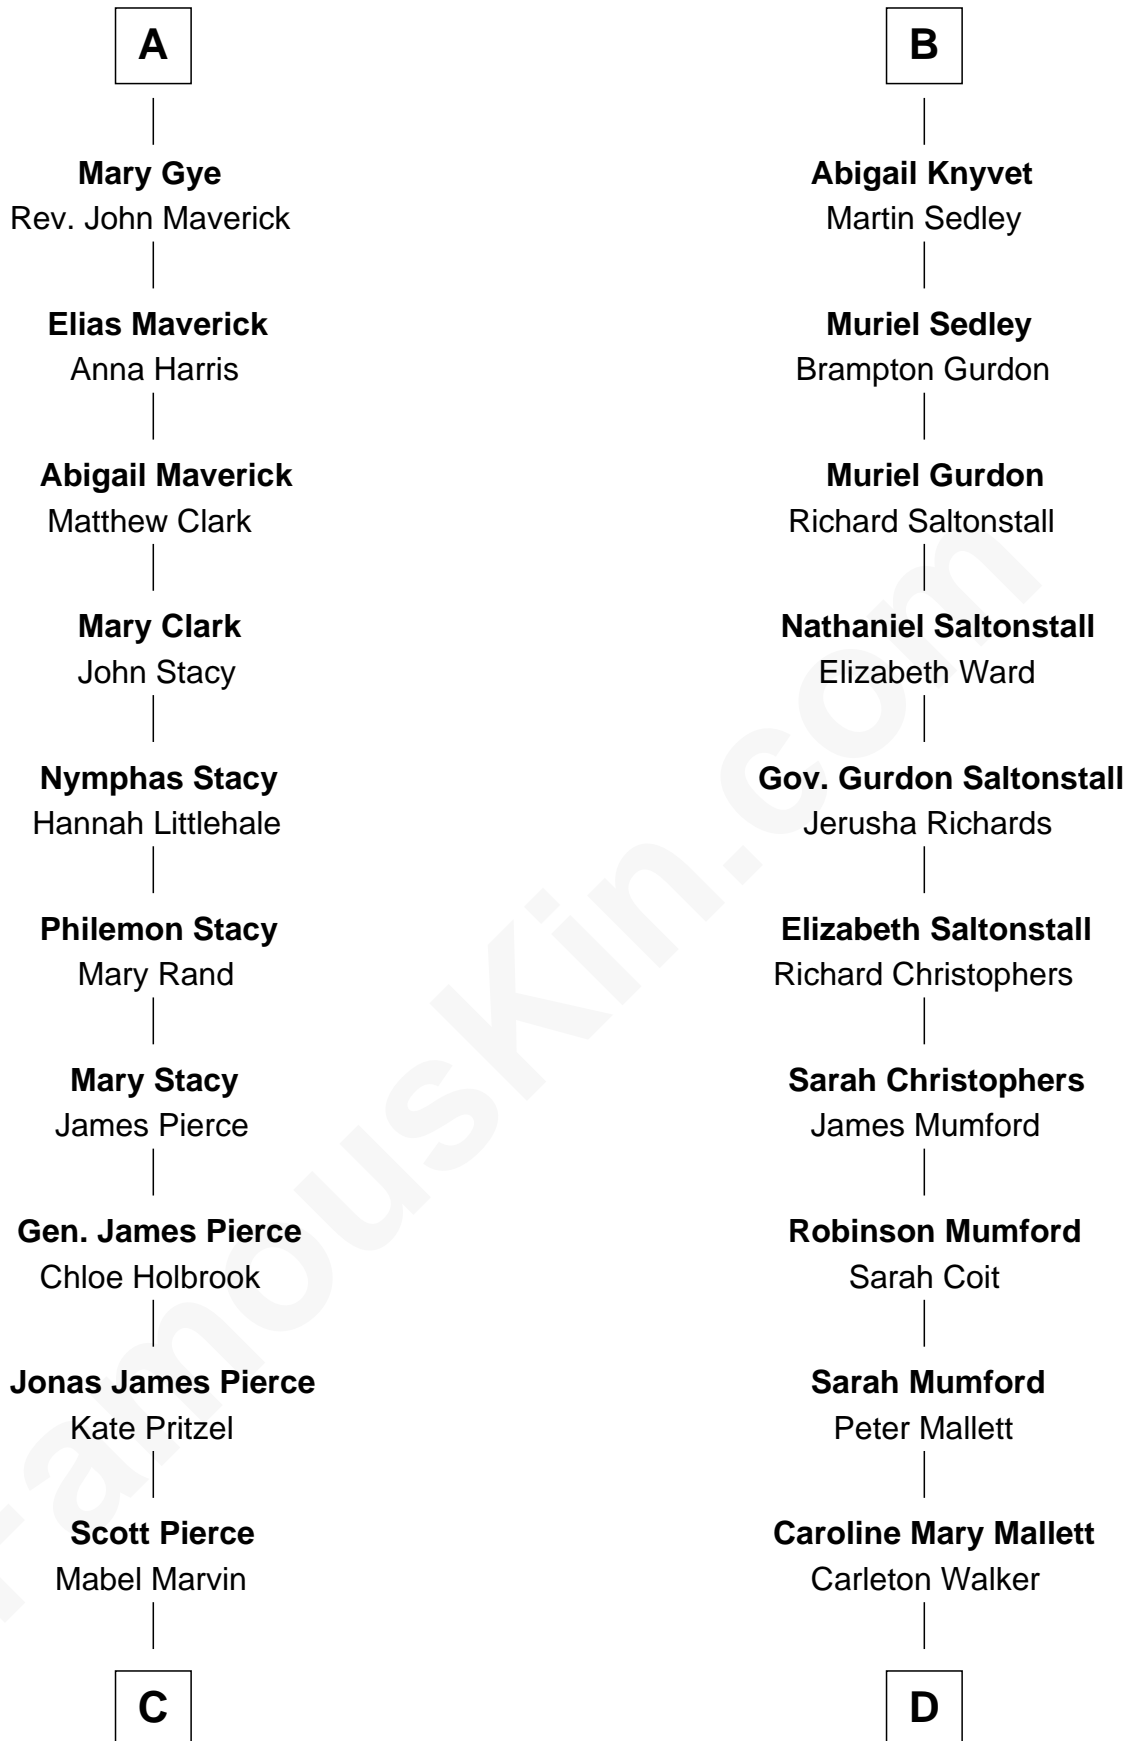 A
Mary Gye
Rev. John Maverick
Elias Maverick
Anna Harris
Abigail Maverick
Matthew Clark
Mary Clark
John Stacy
Nymphas Stacy
Hannah Littlehale
Philemon Stacy
Mary Rand
Mary Stacy
James Pierce
Gen. James Pierce
Chloe Holbrook
Jonas James Pierce
Kate Pritzel
Scott Pierce
Mabel Marvin
C
B
Abigail Knyvet
Martin Sedley
Muriel Sedley
Brampton Gurdon
Muriel Gurdon
Richard Saltonstall
Nathaniel Saltonstall
Elizabeth Ward
Gov. Gurdon Saltonstall
Jerusha Richards
Elizabeth Saltonstall
Richard Christophers
Sarah Christophers
James Mumford
Robinson Mumford
Sarah Coit
Sarah Mumford
Peter Mallett
Caroline Mary Mallett
Carleton Walker
D
FamousKin.com